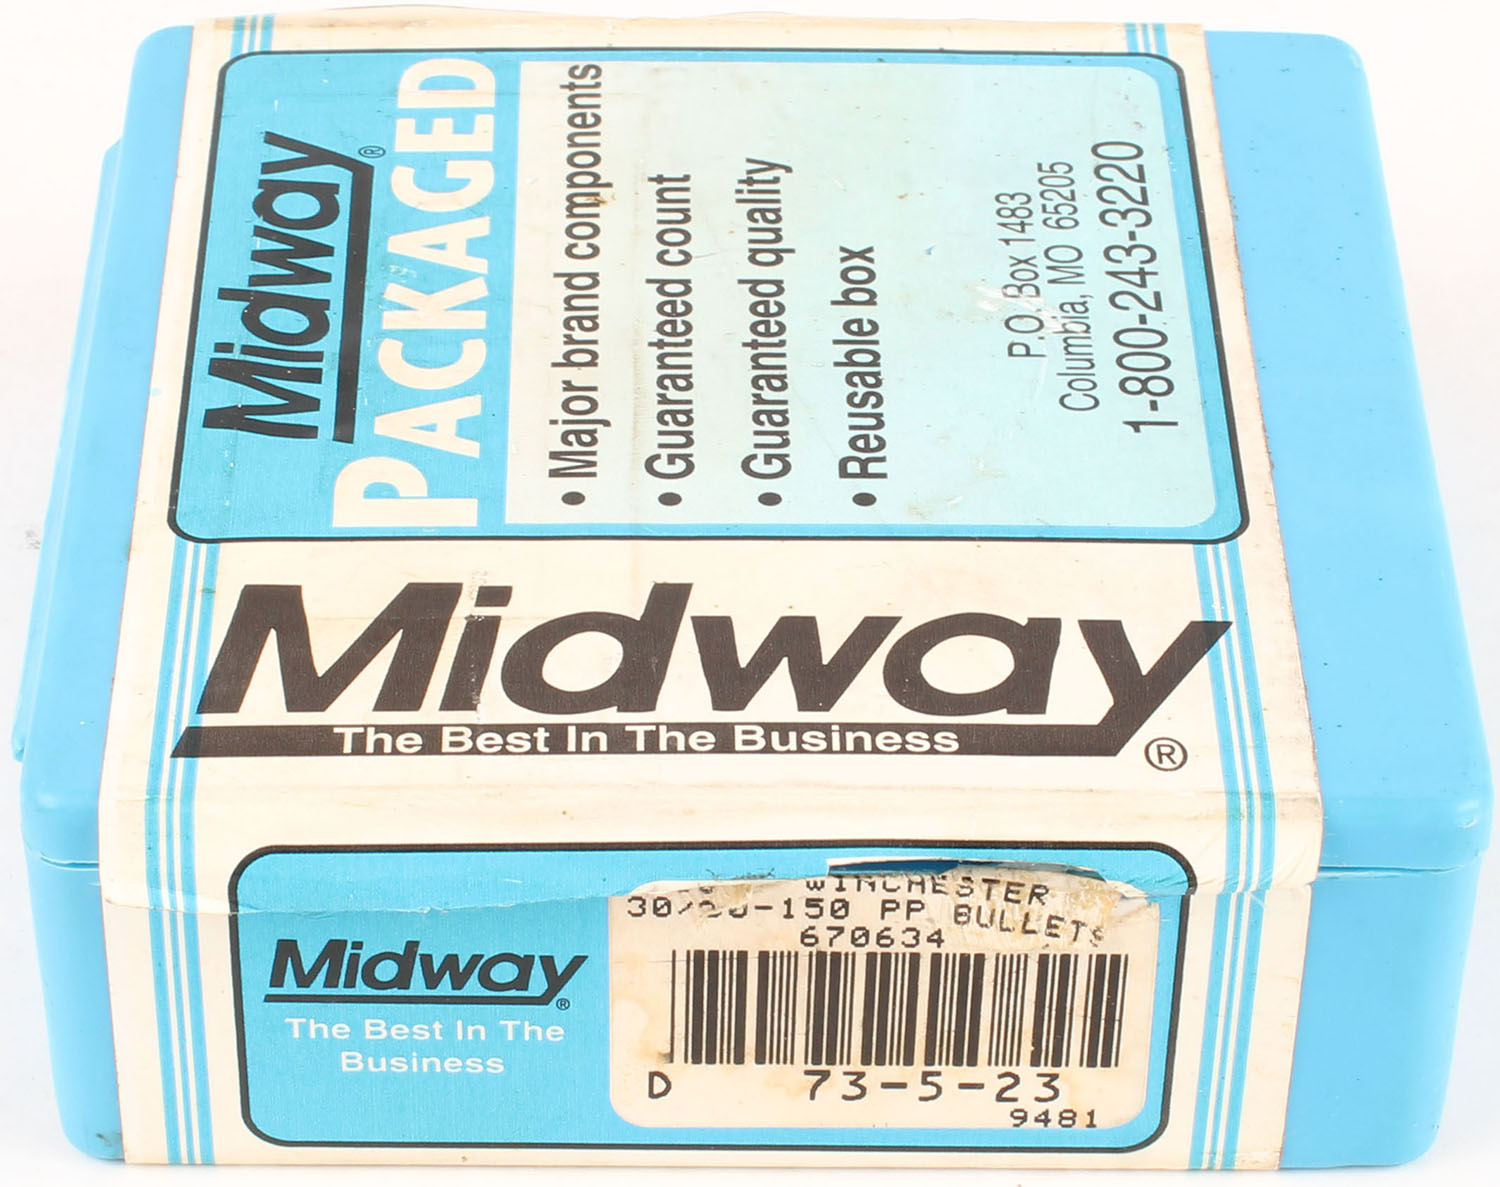 Midway®
PACKAGED
• Major brand components
• Guaranteed count
• Guaranteed quality
• Reusable box
P.O. Box 1483
Columbia, MO 65205
1-800-243-3220
Midway
The Best In The Business
®
Midway®
The Best In The
Business
WINCHESTER
-150 PP BULLETS
670634
D 73-5-23
9481